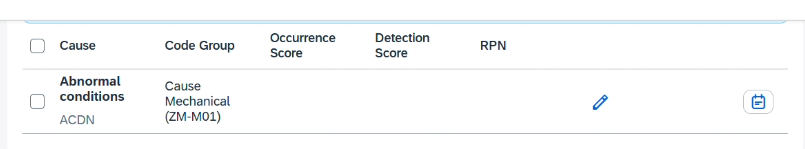 Cause
Code Group
Occurrence
Score
Detection
Score
RPN
Abnormal
conditions
ACDN
Cause
Mechanical
(ZM-M01)